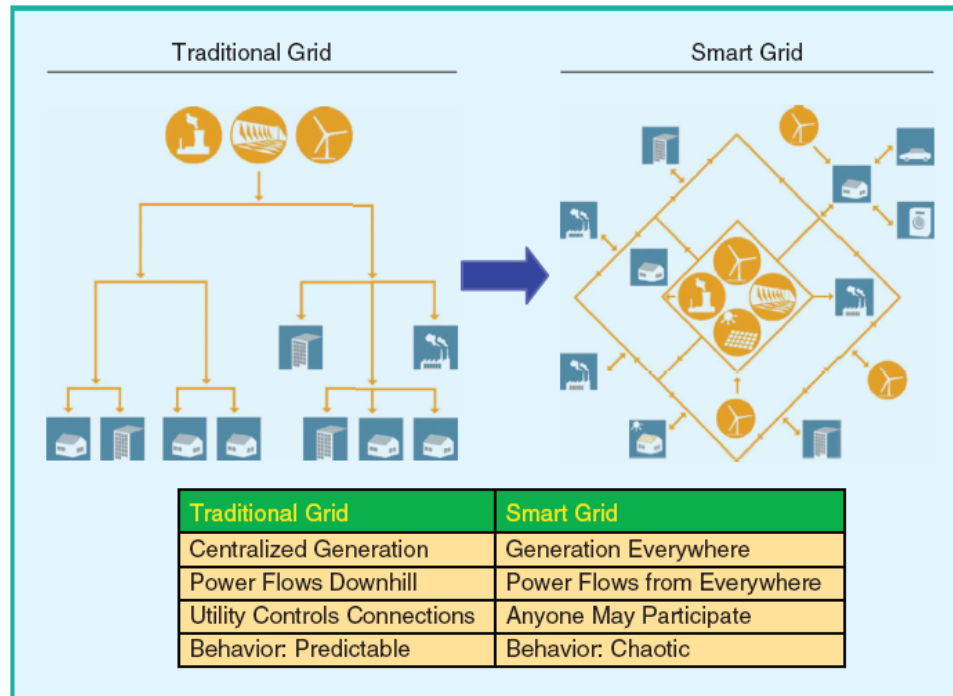 Traditional Grid
Smart Grid
Traditional Grid
Smart Grid
Centralized Generation
Generation Everywhere
Power Flows Downhill
Power Flows from Everywhere
Utility Controls Connections
Anyone May Participate
Behavior: Predictable
Behavior: Chaotic